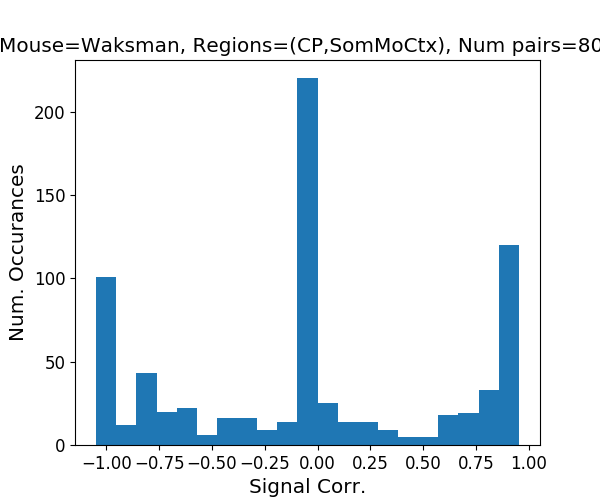 Mouse=Waksman, Regions=(CP,SomMoCtx), Num pairs=80
200
150
100
50
0
Num. Occurances
−1.00 −0.75 −0.50 −0.25 0.00 0.25 0.50 0.75 1.00
Signal Corr.